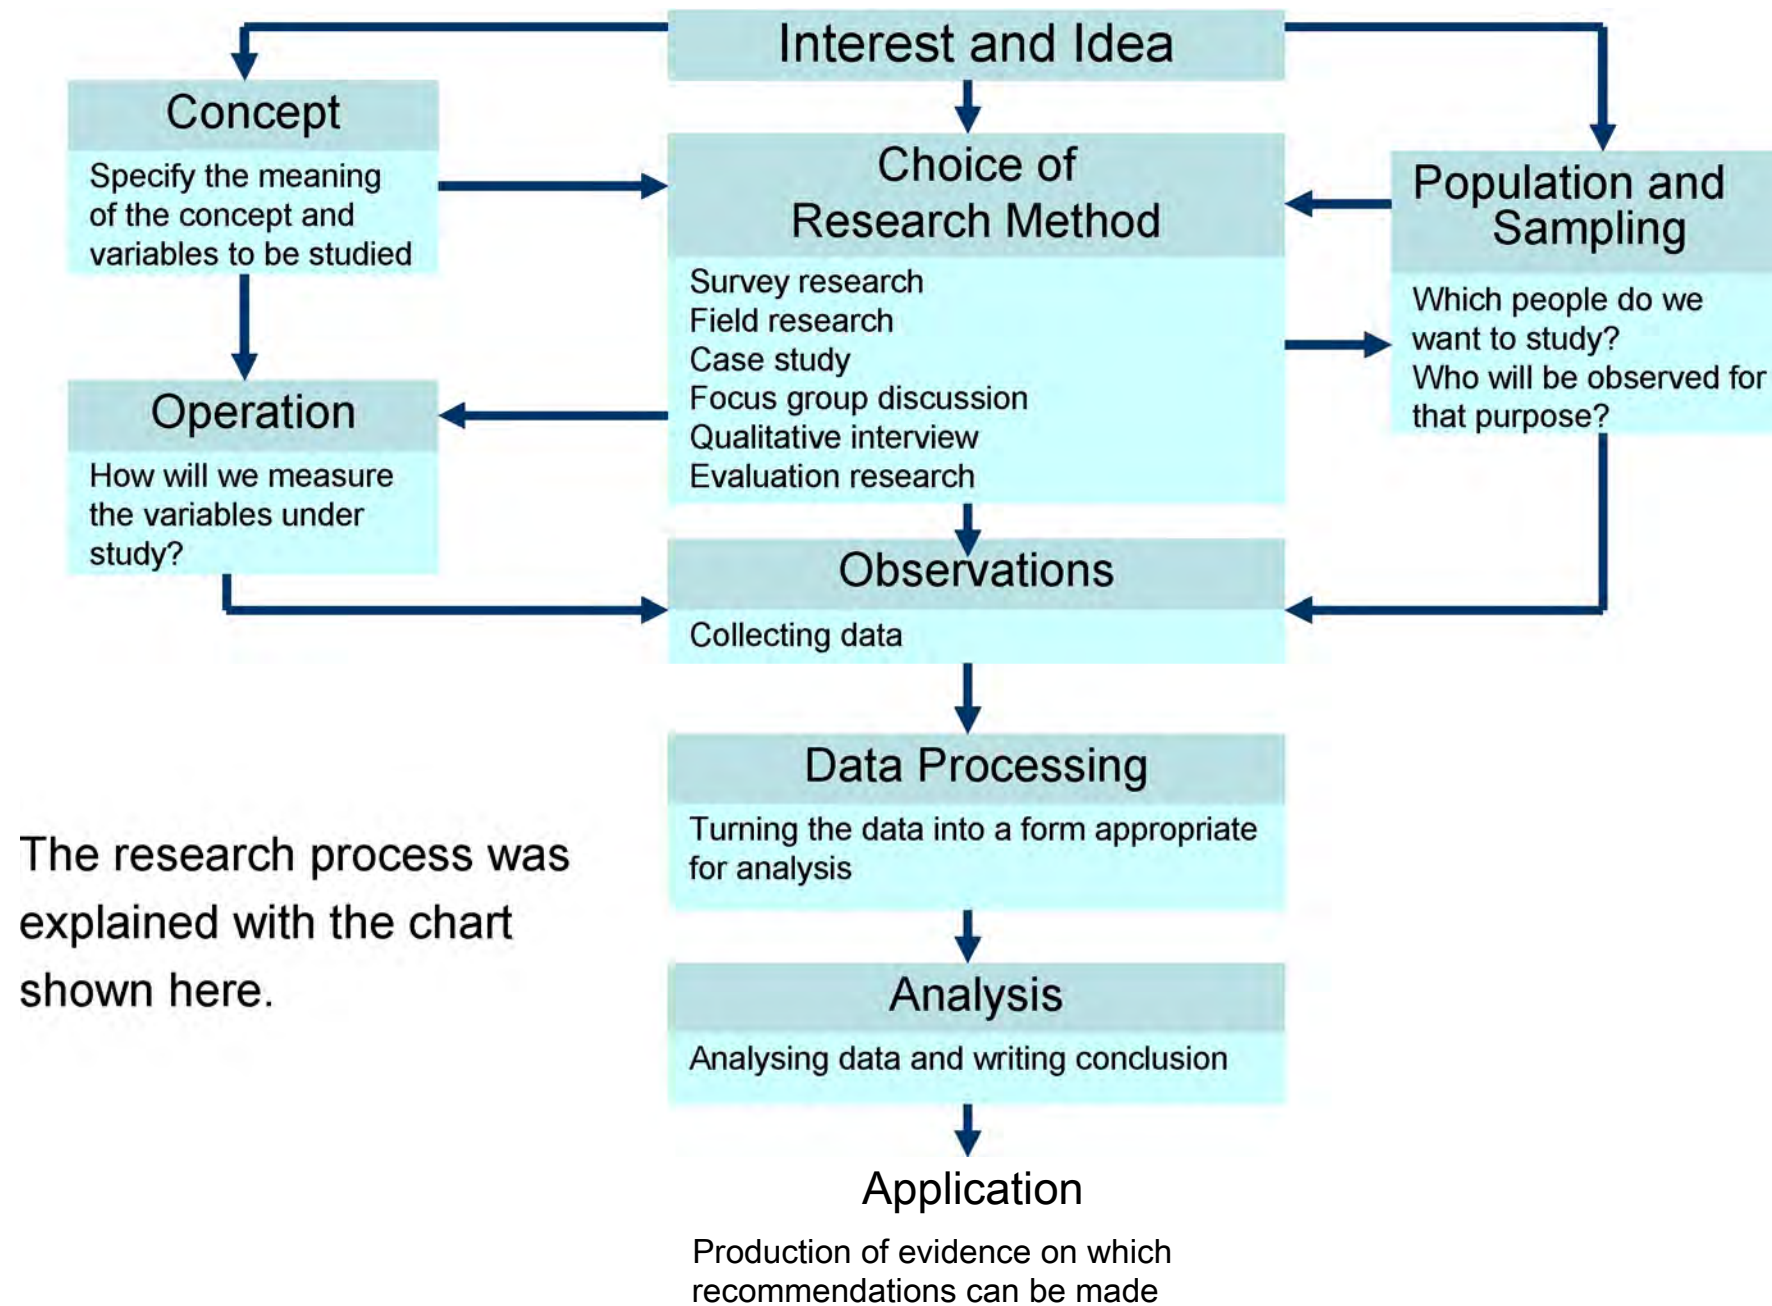 Interest and Idea
Concept
Specify the meaning
of the concept and
variables to be studied
Choice of
Research Method
Survey research
Field research
Case study
Focus group discussion
Qualitative interview
Evaluation research
Population and
Sampling
Which people do we
want to study?
Who will be observed for
that purpose?
Operation
How will we measure
the variables under
study?
Observations
Collecting data
Data Processing
Turning the data into a form appropriate
for analysis
The research process was
explained with the chart
shown here.
Analysis
Analysing data and writing conclusion
Application
Production of evidence on which
recommendations can be made